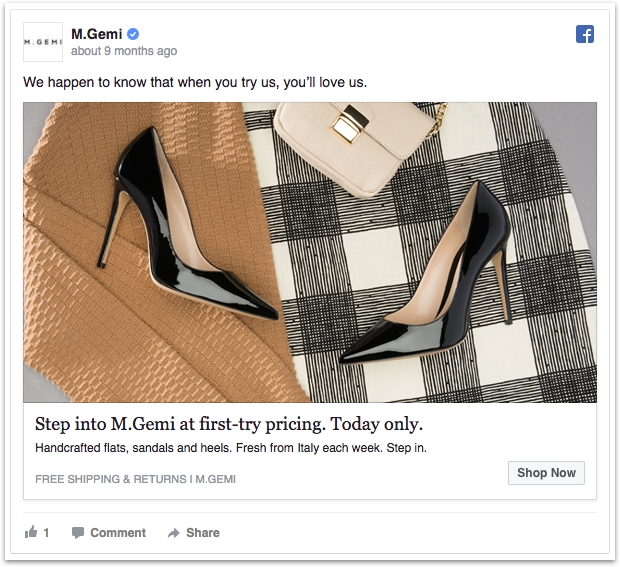 M.GEMI
M.Gemi
about 9 months ago
We happen to know that when you try us, you'll love us.
Step into M.Gemi at first-try pricing. Today only.
Handcrafted flats, sandals and heels. Fresh from Italy each week. Step in.
FREE SHIPPING & RETURNS I M.GEMI
Shop Now
1 Comment Share